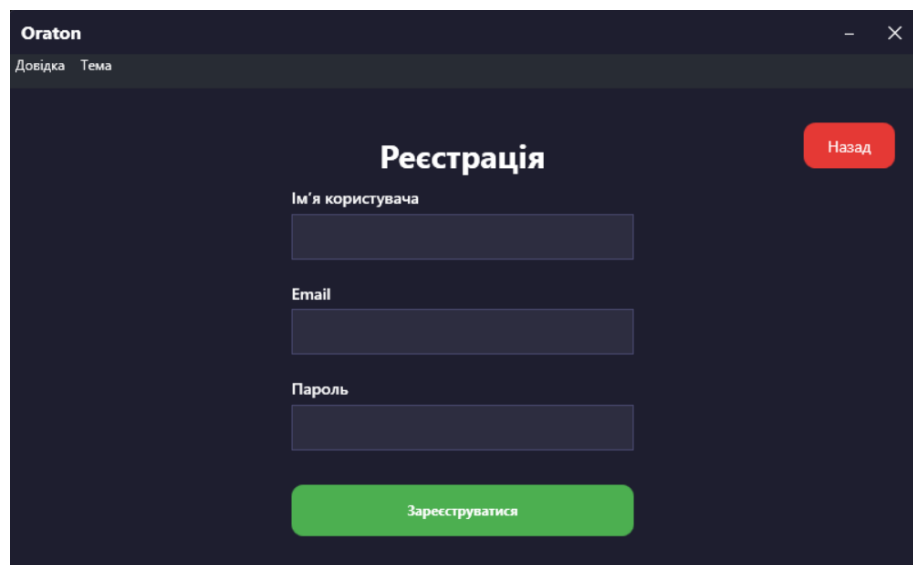 Oraton
Довідка Тема
Назад
Реєстрація
Ім’я користувача
Email
Пароль
Зареєструватися